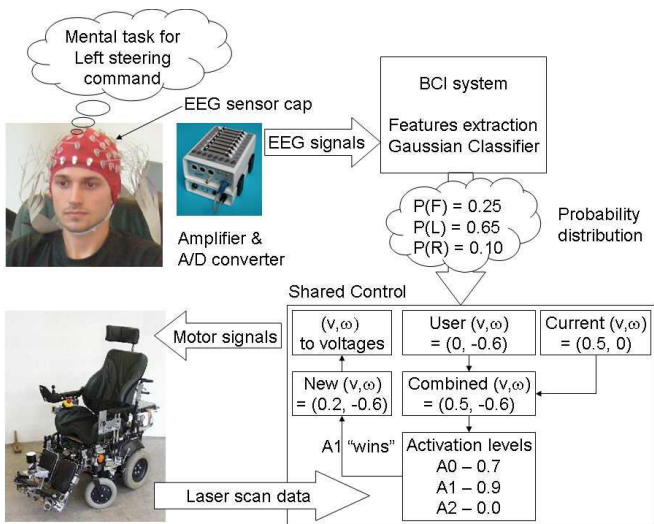 Mental task for
Left steering
command
EEG sensor cap
EEG signals
BCI system
Features extraction
Gaussian Classifier
Amplifier &
A/D converter
P(F) = 0.25
P(L) = 0.65
P(R) = 0.10
Probability
distribution
Shared Control
Motor signals
(v,ω)
to voltages
User (v,ω)
= (0, -0.6)
Current (v,ω)
= (0.5, 0)
New (v,ω)
= (0.2, -0.6)
Combined (v,ω)
= (0.5, -0.6)
A1 "wins"
Activation levels
A0 – 0.7
A1 – 0.9
A2 – 0.0
Laser scan data